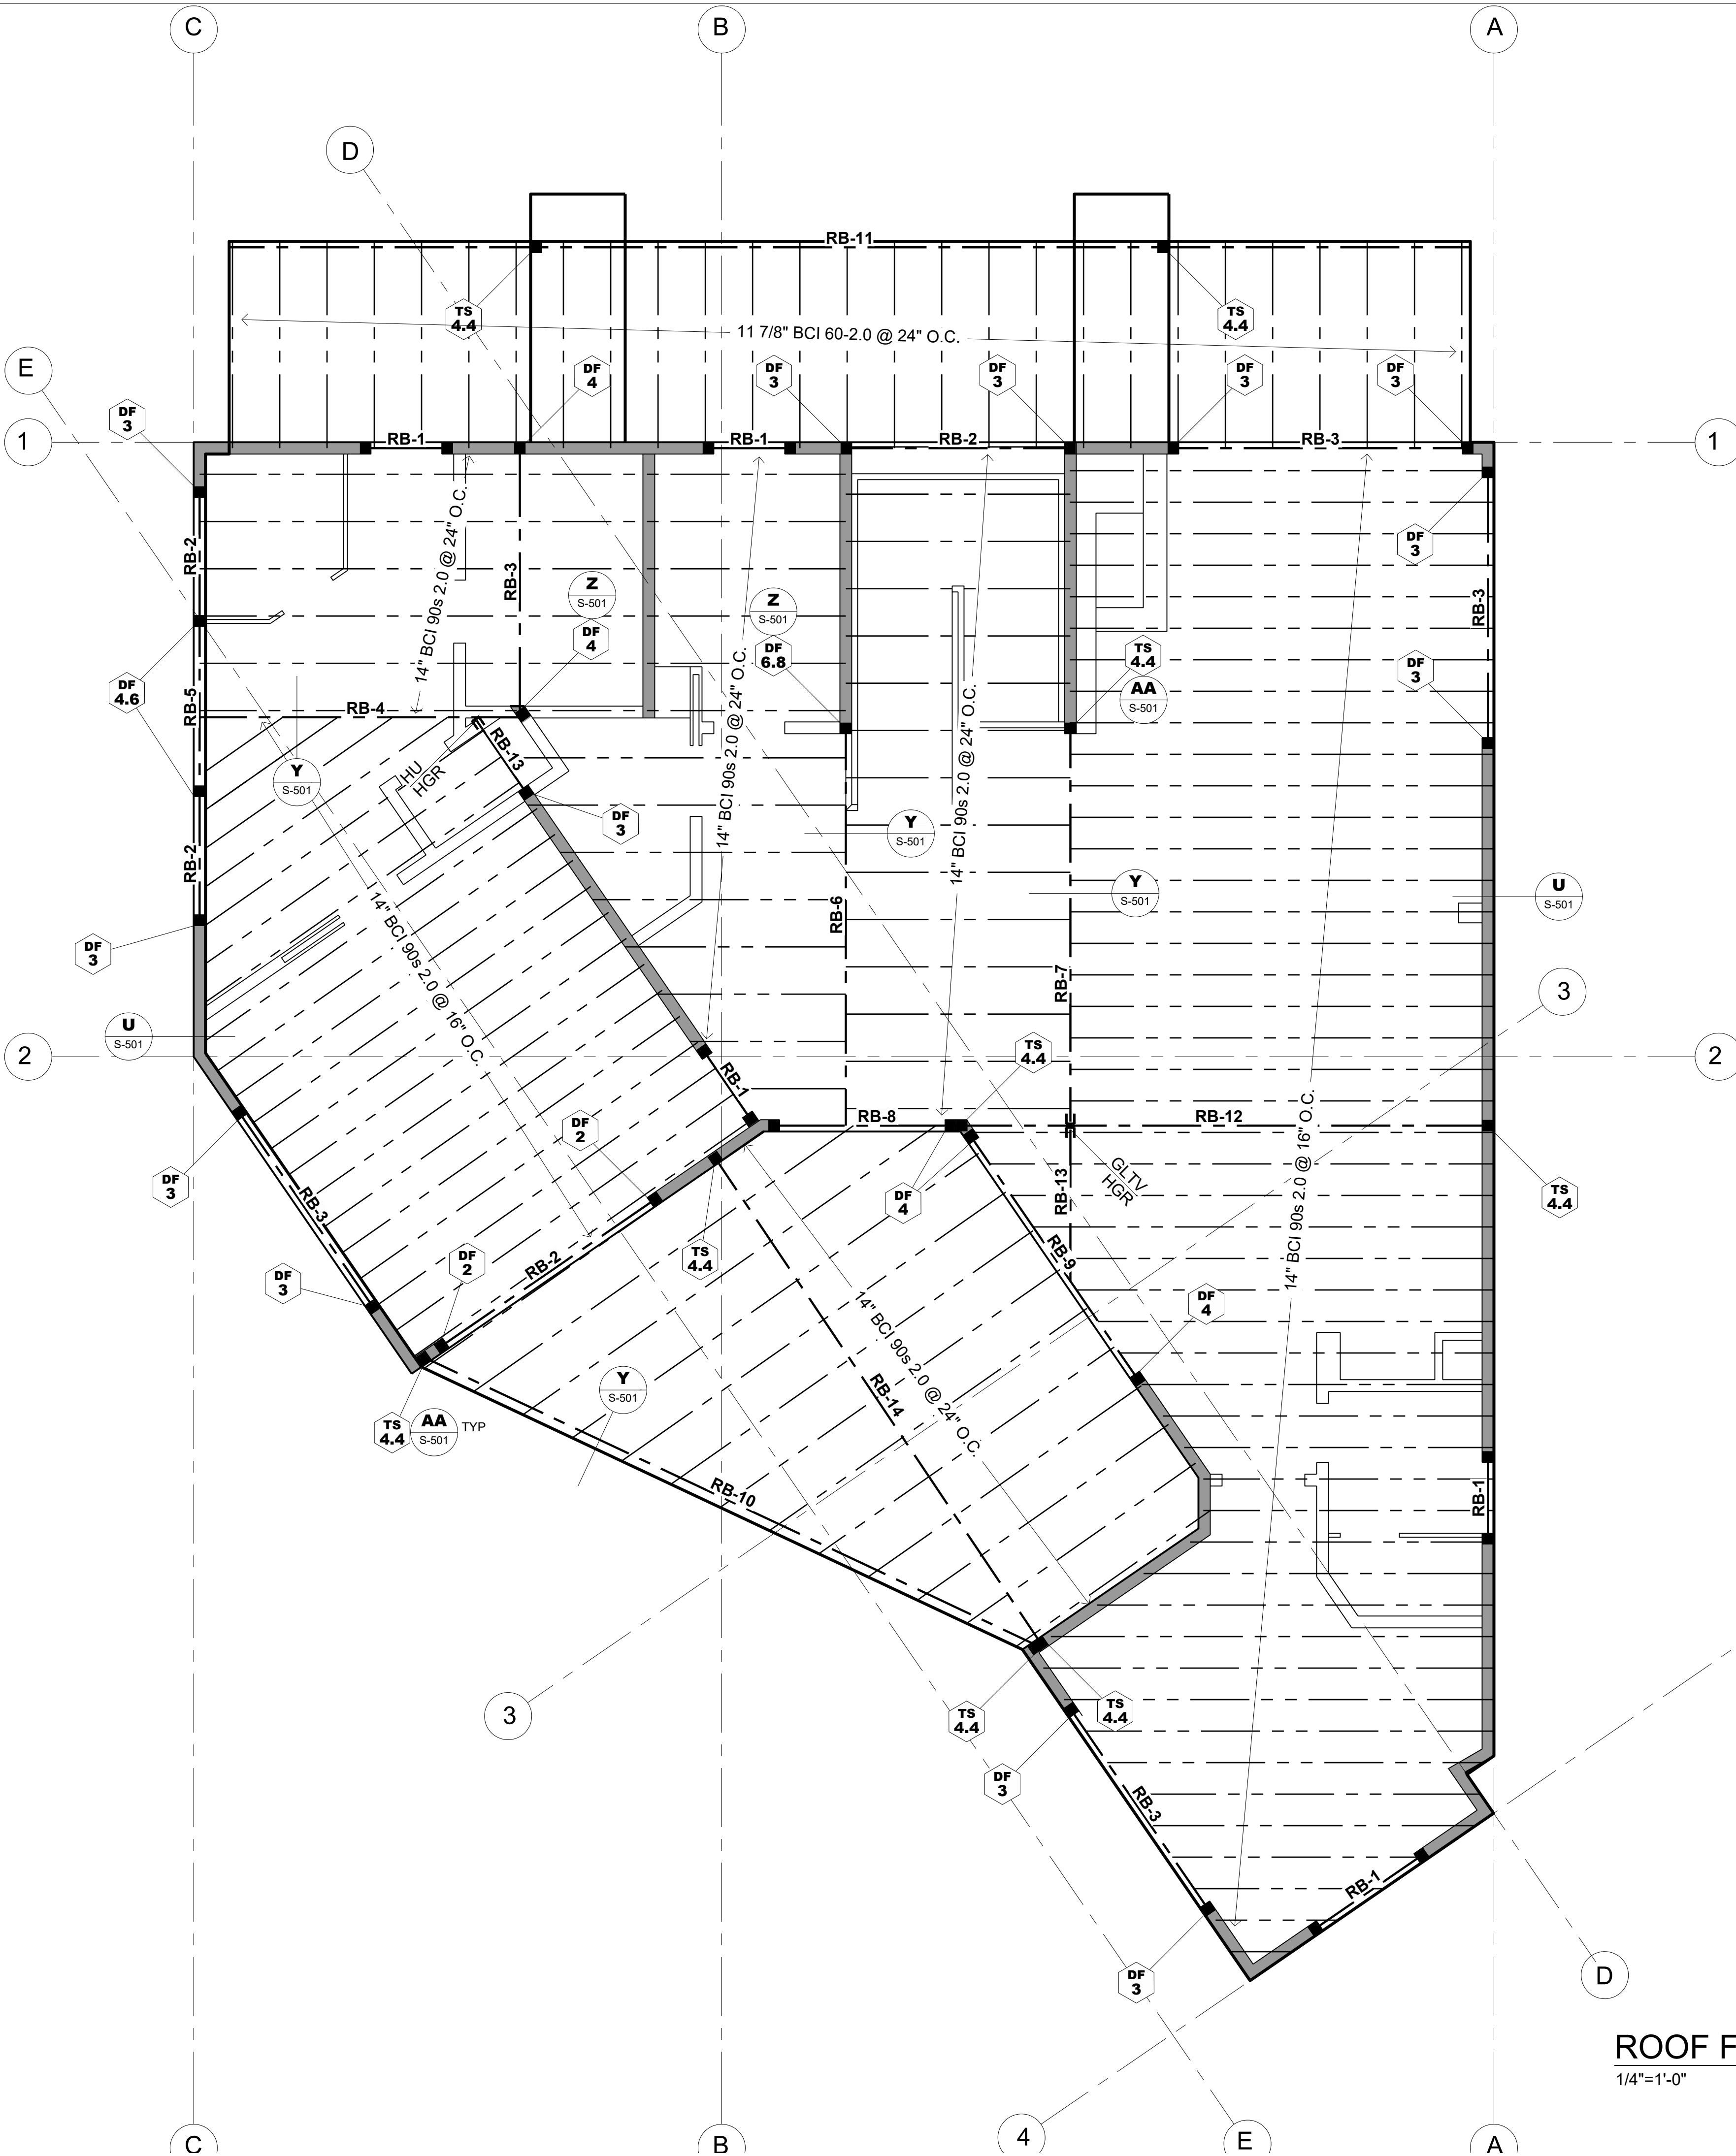 C
B
A
D
RB-11
TS
4.4
TS
4.4
11 7/8" BCI 60-2.0 @ 24" O.C.
E
DF
4
DF
3
DF
3
DF
3
DF
3
DF
3
1
RB-1
RB-1
RB-2
RB-3
1
RB-2
14" BCI 90s 2.0 @ 24" O.C.
RB-3
Z
S-501
DF
4
Z
S-501
DF
6.8
14" BCI 90s 2.0 @ 24" O.C.
14" BCI 90s 2.0 @ 24" O.C.
TS
4.4
AA
S-501
DF
3
RB-3
DF
3
DF
4.6
RB-5
RB-4
RB-13
HU
HGR
Y
S-501
DF
3
Y
S-501
RB-2
RB-6
Y
S-501
U
S-501
DF
3
14" BCI 90s 2.0 @ 16" O.C.
RB-7
3
U
S-501
2
TS
4.4
2
RB-1
RB-8
RB-12
DF
2
14" BCI 90s 2.0 @ 16" O.C.
DF
3
RB-3
DF
4
RB-13
GLTV
HGR
TS
4.4
TS
4.4
RB-2
DF
2
DF
3
RB-9
DF
4
14" BCI 90s 2.0 @ 24" O.C.
RB-14
Y
S-501
TS
4.4
AA
S-501
TYP
RB-10
RB-1
3
TS
4.4
TS
4.4
DF
3
RB-3
RB-1
DF
3
D
ROOF F
1/4"=1'-0"
C
B
4
E
A